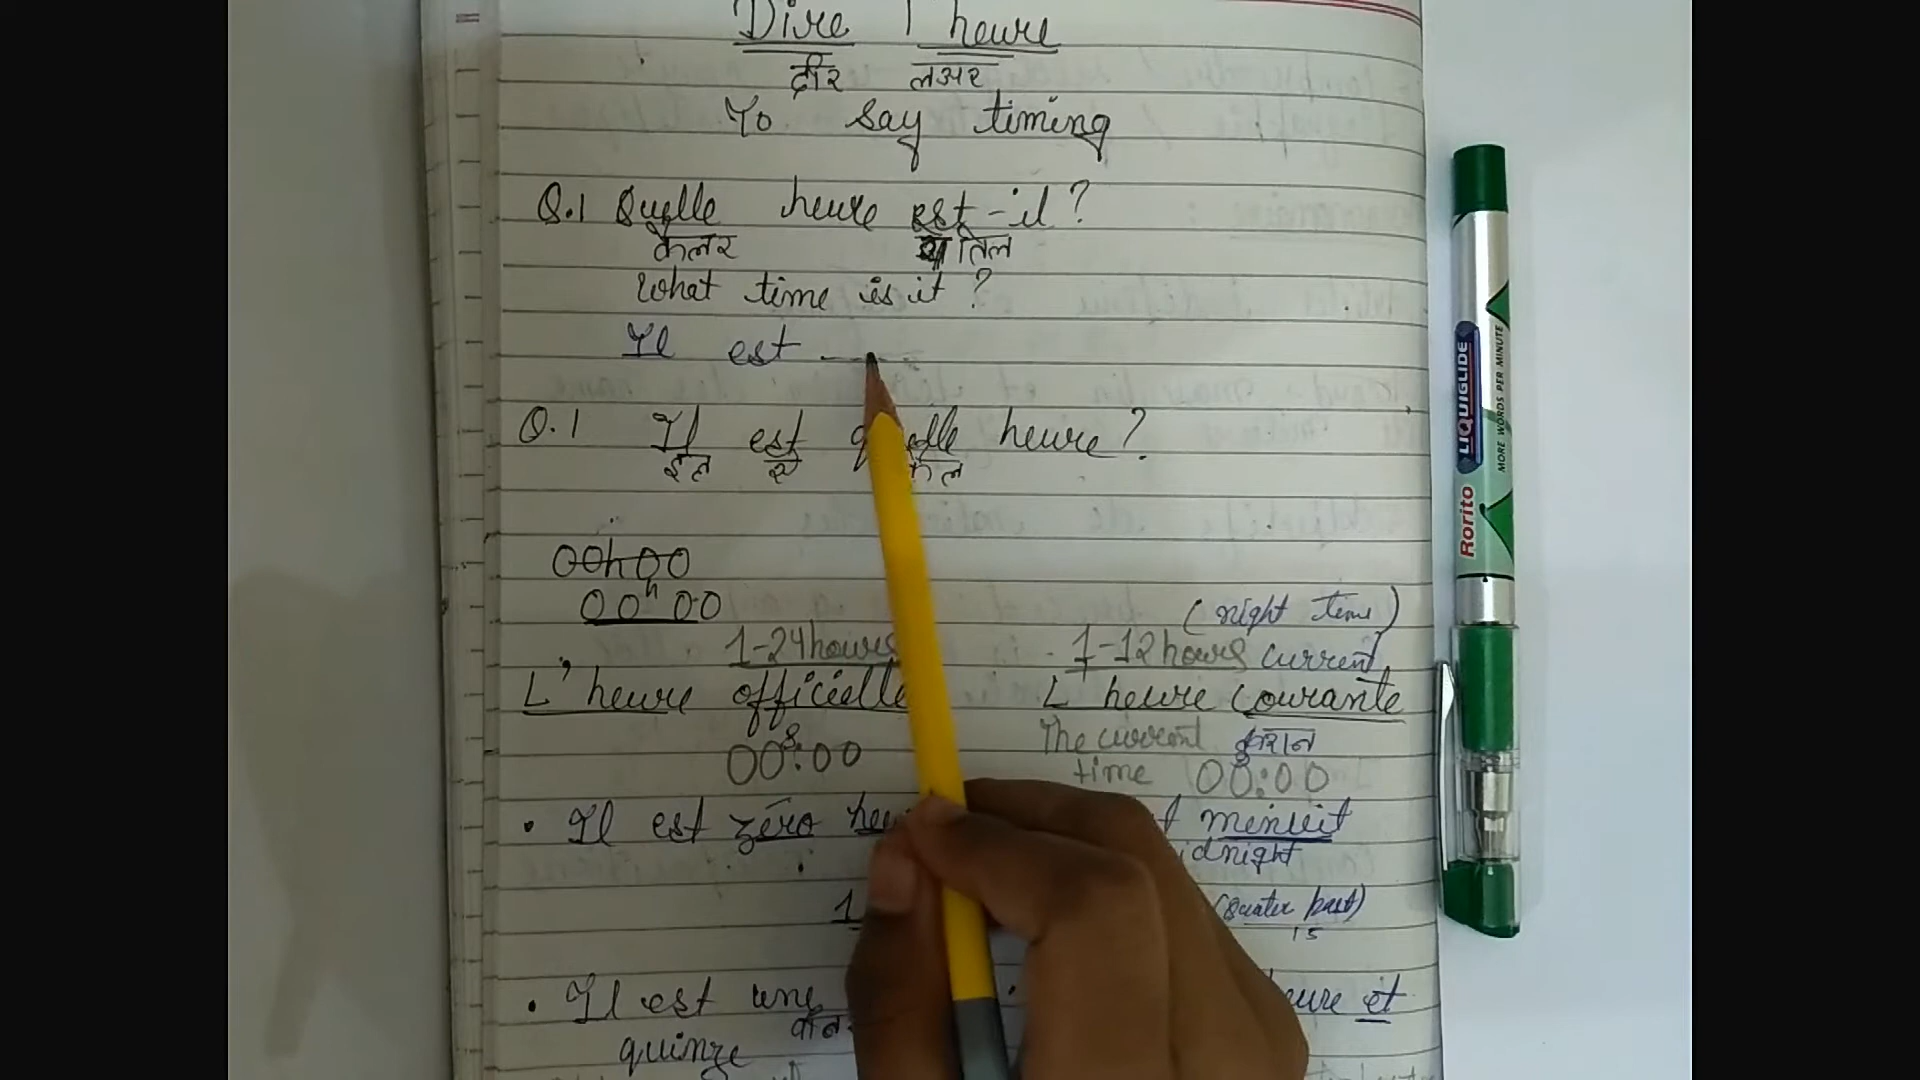 Dire l'heure
दीर लअर
To say timing
Q.1 Quelle heure est-il?
केलर तिल
What time is it?
Il est
Q.1 Il est quelle heure?
इल ए केल
00h00
00h00
(night time)
1-24 hours 1-12 hours current
L'heure officielle L heure courante
The current कुरान
00:00 time 00:00
Il est zéro minuit
(Quater past)
15
Il est une et
quinze
LIQUIGLIDE
MORE WORDS PER MINUTE
Rorito